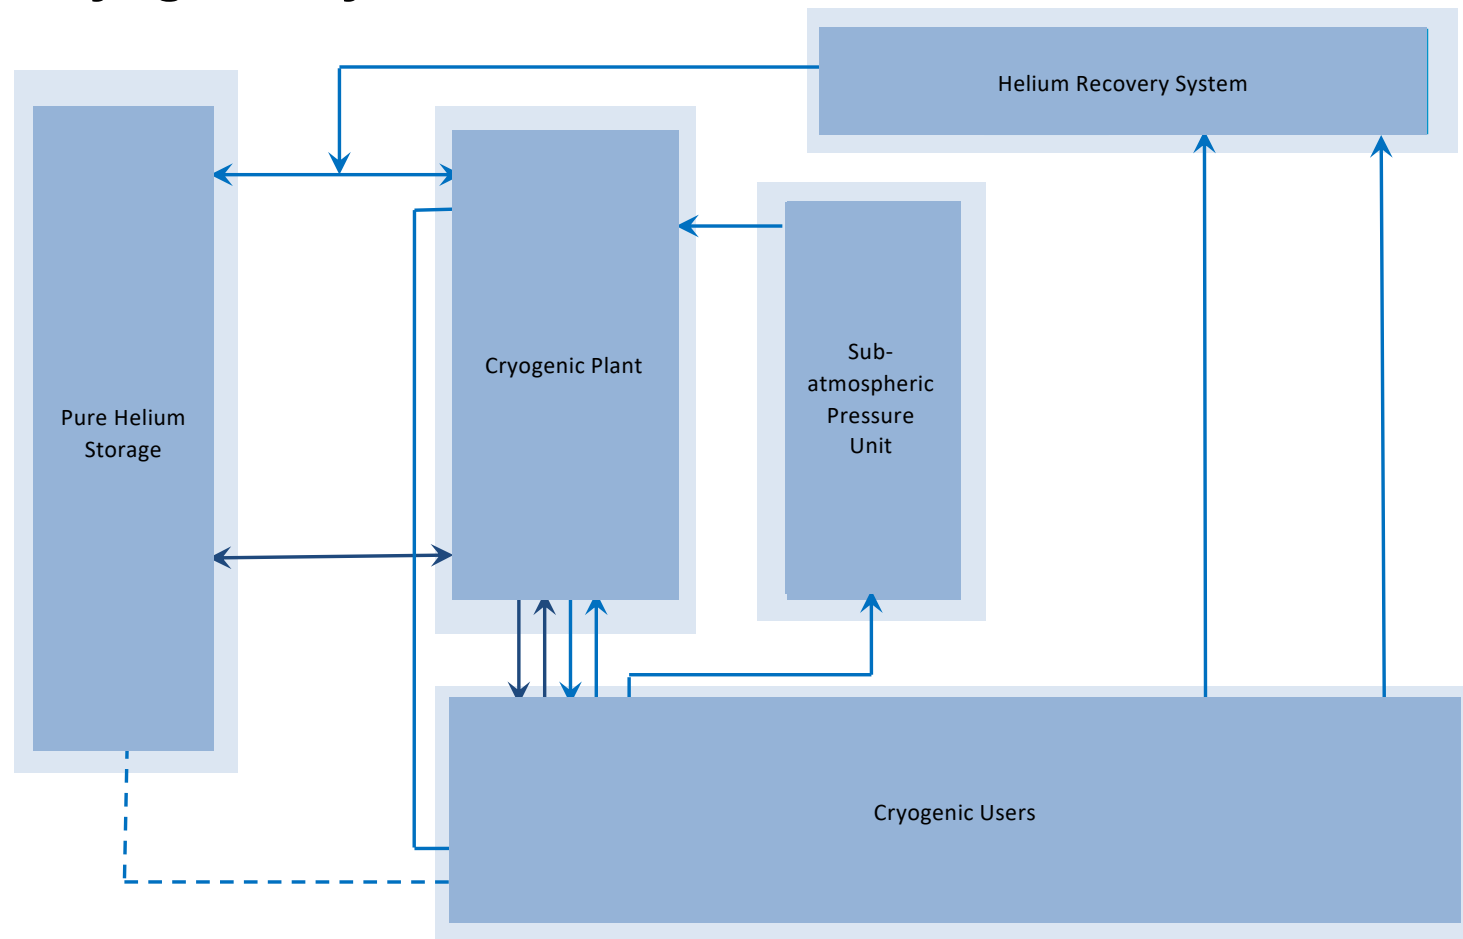 Helium Recovery System
Cryogenic Plant
Sub-
atmospheric
Pressure
Unit
Pure Helium
Storage
Cryogenic Users